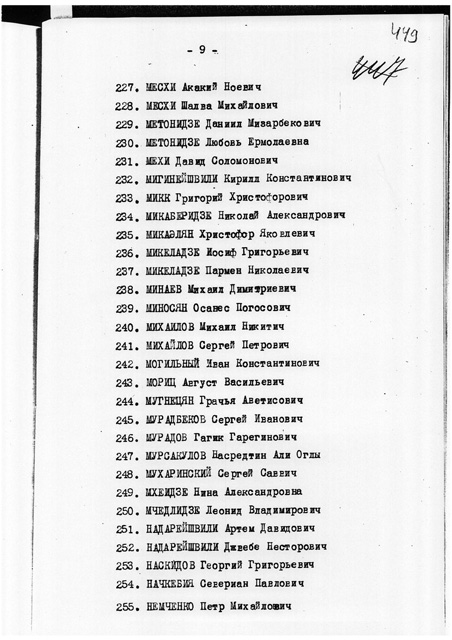 449
447
- 9 -
227. МЕСХИ Акакий Ноевич
228. МЕСХИ Шалва Михайлович
229. МЕТОНИДЗЕ Даниил Мизарбекович
230. МЕТОНИДЗЕ Любовь Ермолаевна
231. МЕХИ Давид Соломонович
232. МИГИНЕЙШВИЛИ Кирилл Константинович
233. МИКК Григорий Христофорович
234. МИКАБЕРИДЗЕ Николай Александрович
235. МИКАЭЛЯН Христофор Яковлевич
236. МИКЕЛАДЗЕ Иосиф Григорьевич
237. МИКЕЛАДЗЕ Пармен Николаевич
238. МИНАЕВ Михаил Димитриевич
239. МИНОСЯН Осанес Погосович
240. МИХАИЛОВ Михаил Никитич
241. МИХАЙЛОВ Сергей Петрович
242. МОГИЛЬНЫЙ Иван Константинович
243. МОРИЦ Август Васильевич
244. МУГНЕЦЯН Грачья Аветисович
245. МУРАДБЕКОВ Сергей Иванович
246. МУРАДОВ Гагик Гарегинович
247. МУРСАКУЛОВ Насредтин Али Оглы
248. МУХАРИНСКИЙ Сергей Саввич
249. МХЕИДЗЕ Нина Александровна
250. МЧЕДЛИДЗЕ Леонид Владимирович
251. НАДАРЕЙШВИЛИ Артем Давидович
252. НАДАРЕЙШВИЛИ Джвебе Несторович
253. НАСКИДОВ Георгий Григорьевич
254. НАЧКЕБИЯ Севериан Павлович
255. НЕМЧЕНКО Петр Михайлович